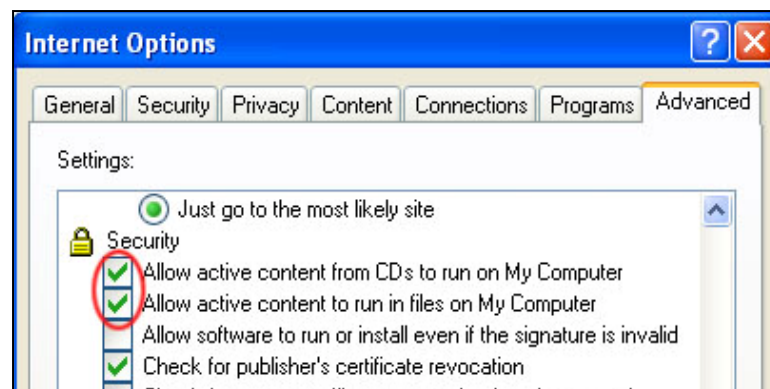 Internet Options
General Security Privacy Content Connections Programs Advanced
Settings:
Just go to the most likely site
Security
Allow active content from CDs to run on My Computer
Allow active content to run in files on My Computer
Allow software to run or install even if the signature is invalid
Check for publisher's certificate revocation